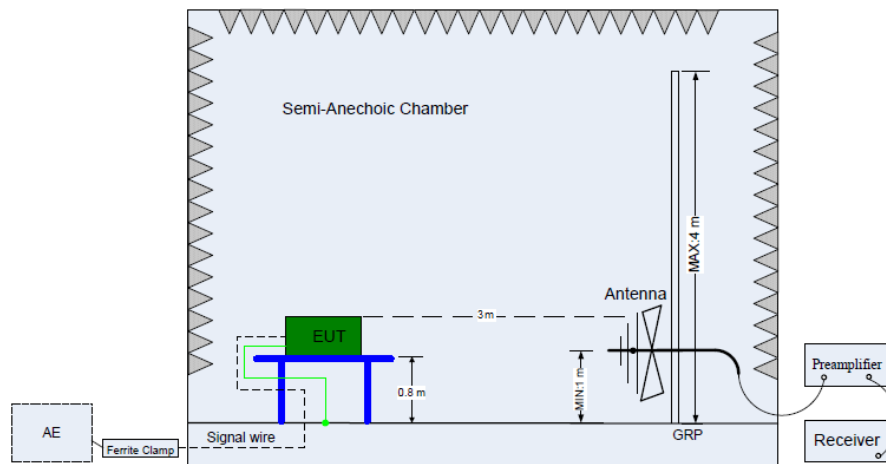 Semi-Anechoic Chamber
MAX:4 m
Antenna
3m
EUT
MIN:1 m
0.8 m
Preamplifier
AE
Ferrite Clamp
Signal wire
GRP
Receiver